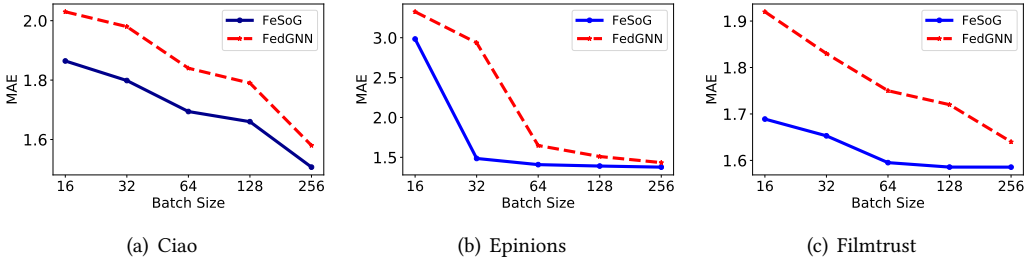 2.0
1.8
1.6
MAE
16
32
64
128
256
Batch Size
FeSoG
FedGNN
(a) Ciao
3.0
2.5
2.0
1.5
MAE
16
32
64
128
256
Batch Size
FeSoG
FedGNN
(b) Epinions
1.9
1.8
1.7
1.6
MAE
16
32
64
128
256
Batch Size
FeSoG
FedGNN
(c) Filmtrust